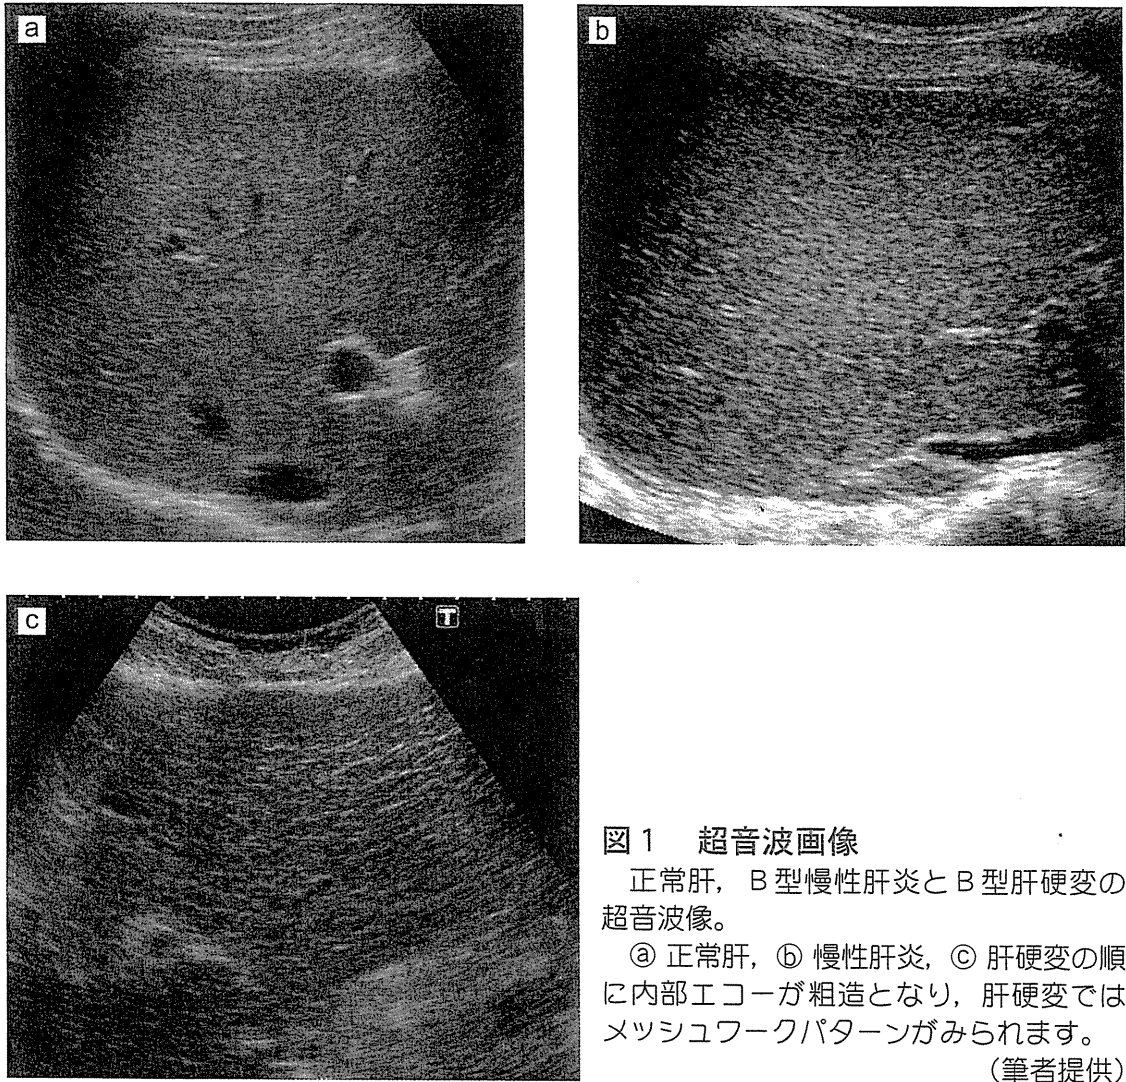 a
b
c
T
図1 超音波画像
正常肝，B型慢性肝炎とB型肝硬変の
超音波像。
ⓐ 正常肝，ⓑ 慢性肝炎，ⓒ 肝硬変の順
に内部エコーが粗造となり，肝硬変では
メッシュワークパターンがみられます。
（筆者提供）